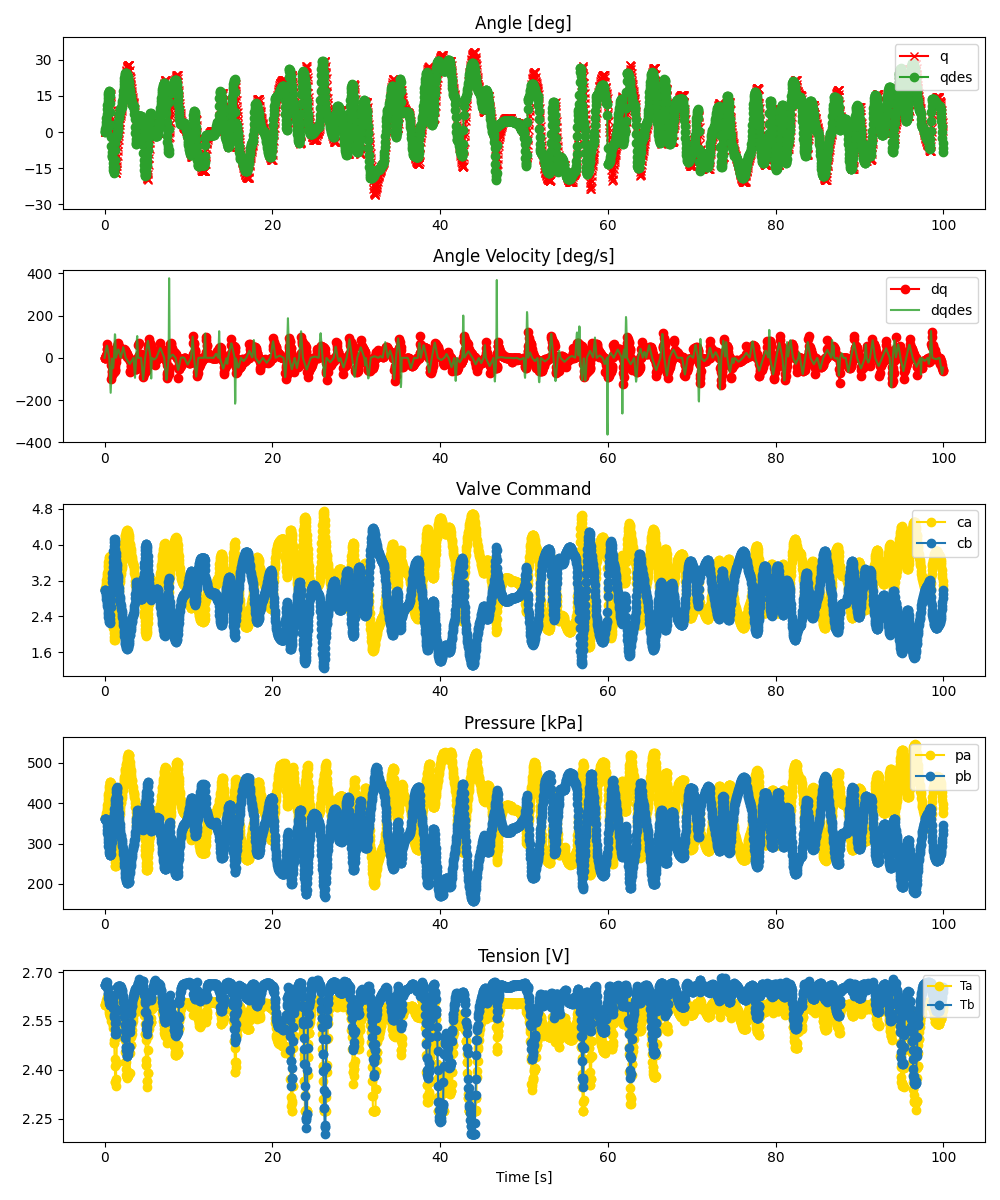 Angle [deg]
30
15
0
−15
−30
q
qdes
0 20 40 60 80 100
Angle Velocity [deg/s]
400
200
0
−200
−400
dq
dqdes
0 20 40 60 80 100
Valve Command
4.8
4.0
3.2
2.4
1.6
ca
cb
0 20 40 60 80 100
Pressure [kPa]
500
400
300
200
pa
pb
0 20 40 60 80 100
Tension [V]
2.70
2.55
2.40
2.25
Ta
Tb
0 20 40 60 80 100
Time [s]